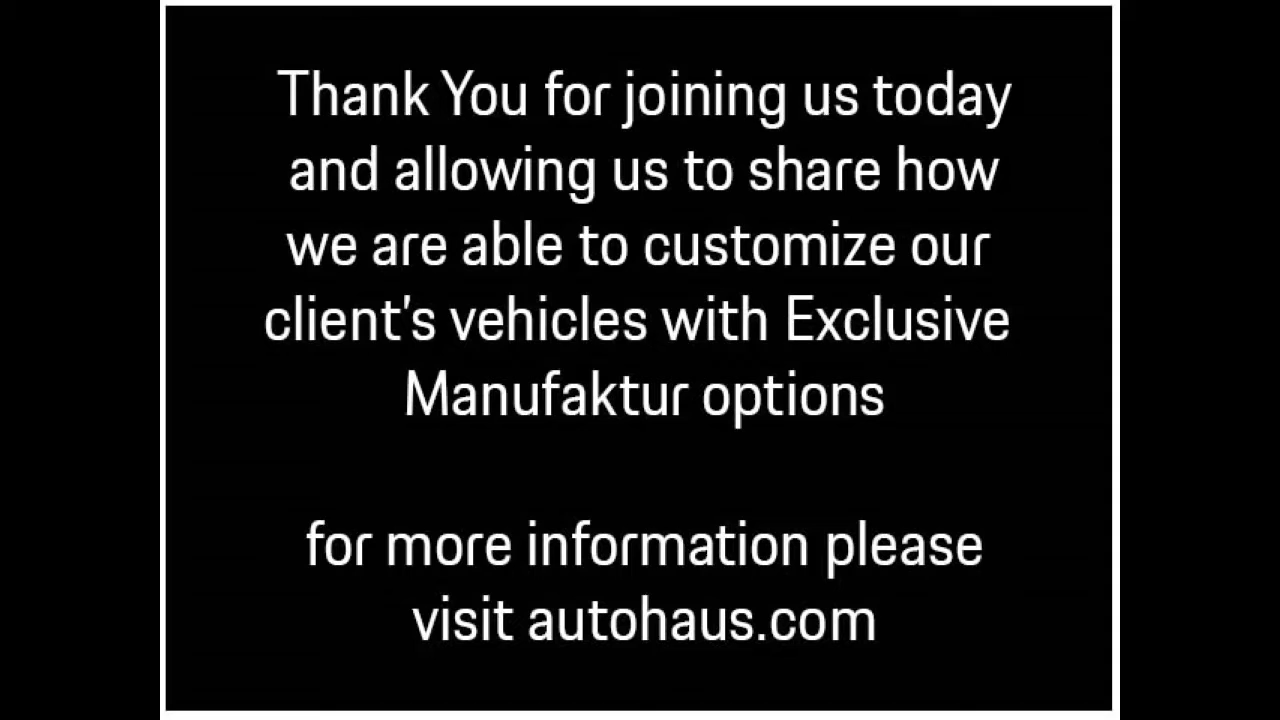 Thank You for joining us today
and allowing us to share how
we are able to customize our
client's vehicles with Exclusive
Manufaktur options
for more information please
visit autohaus.com